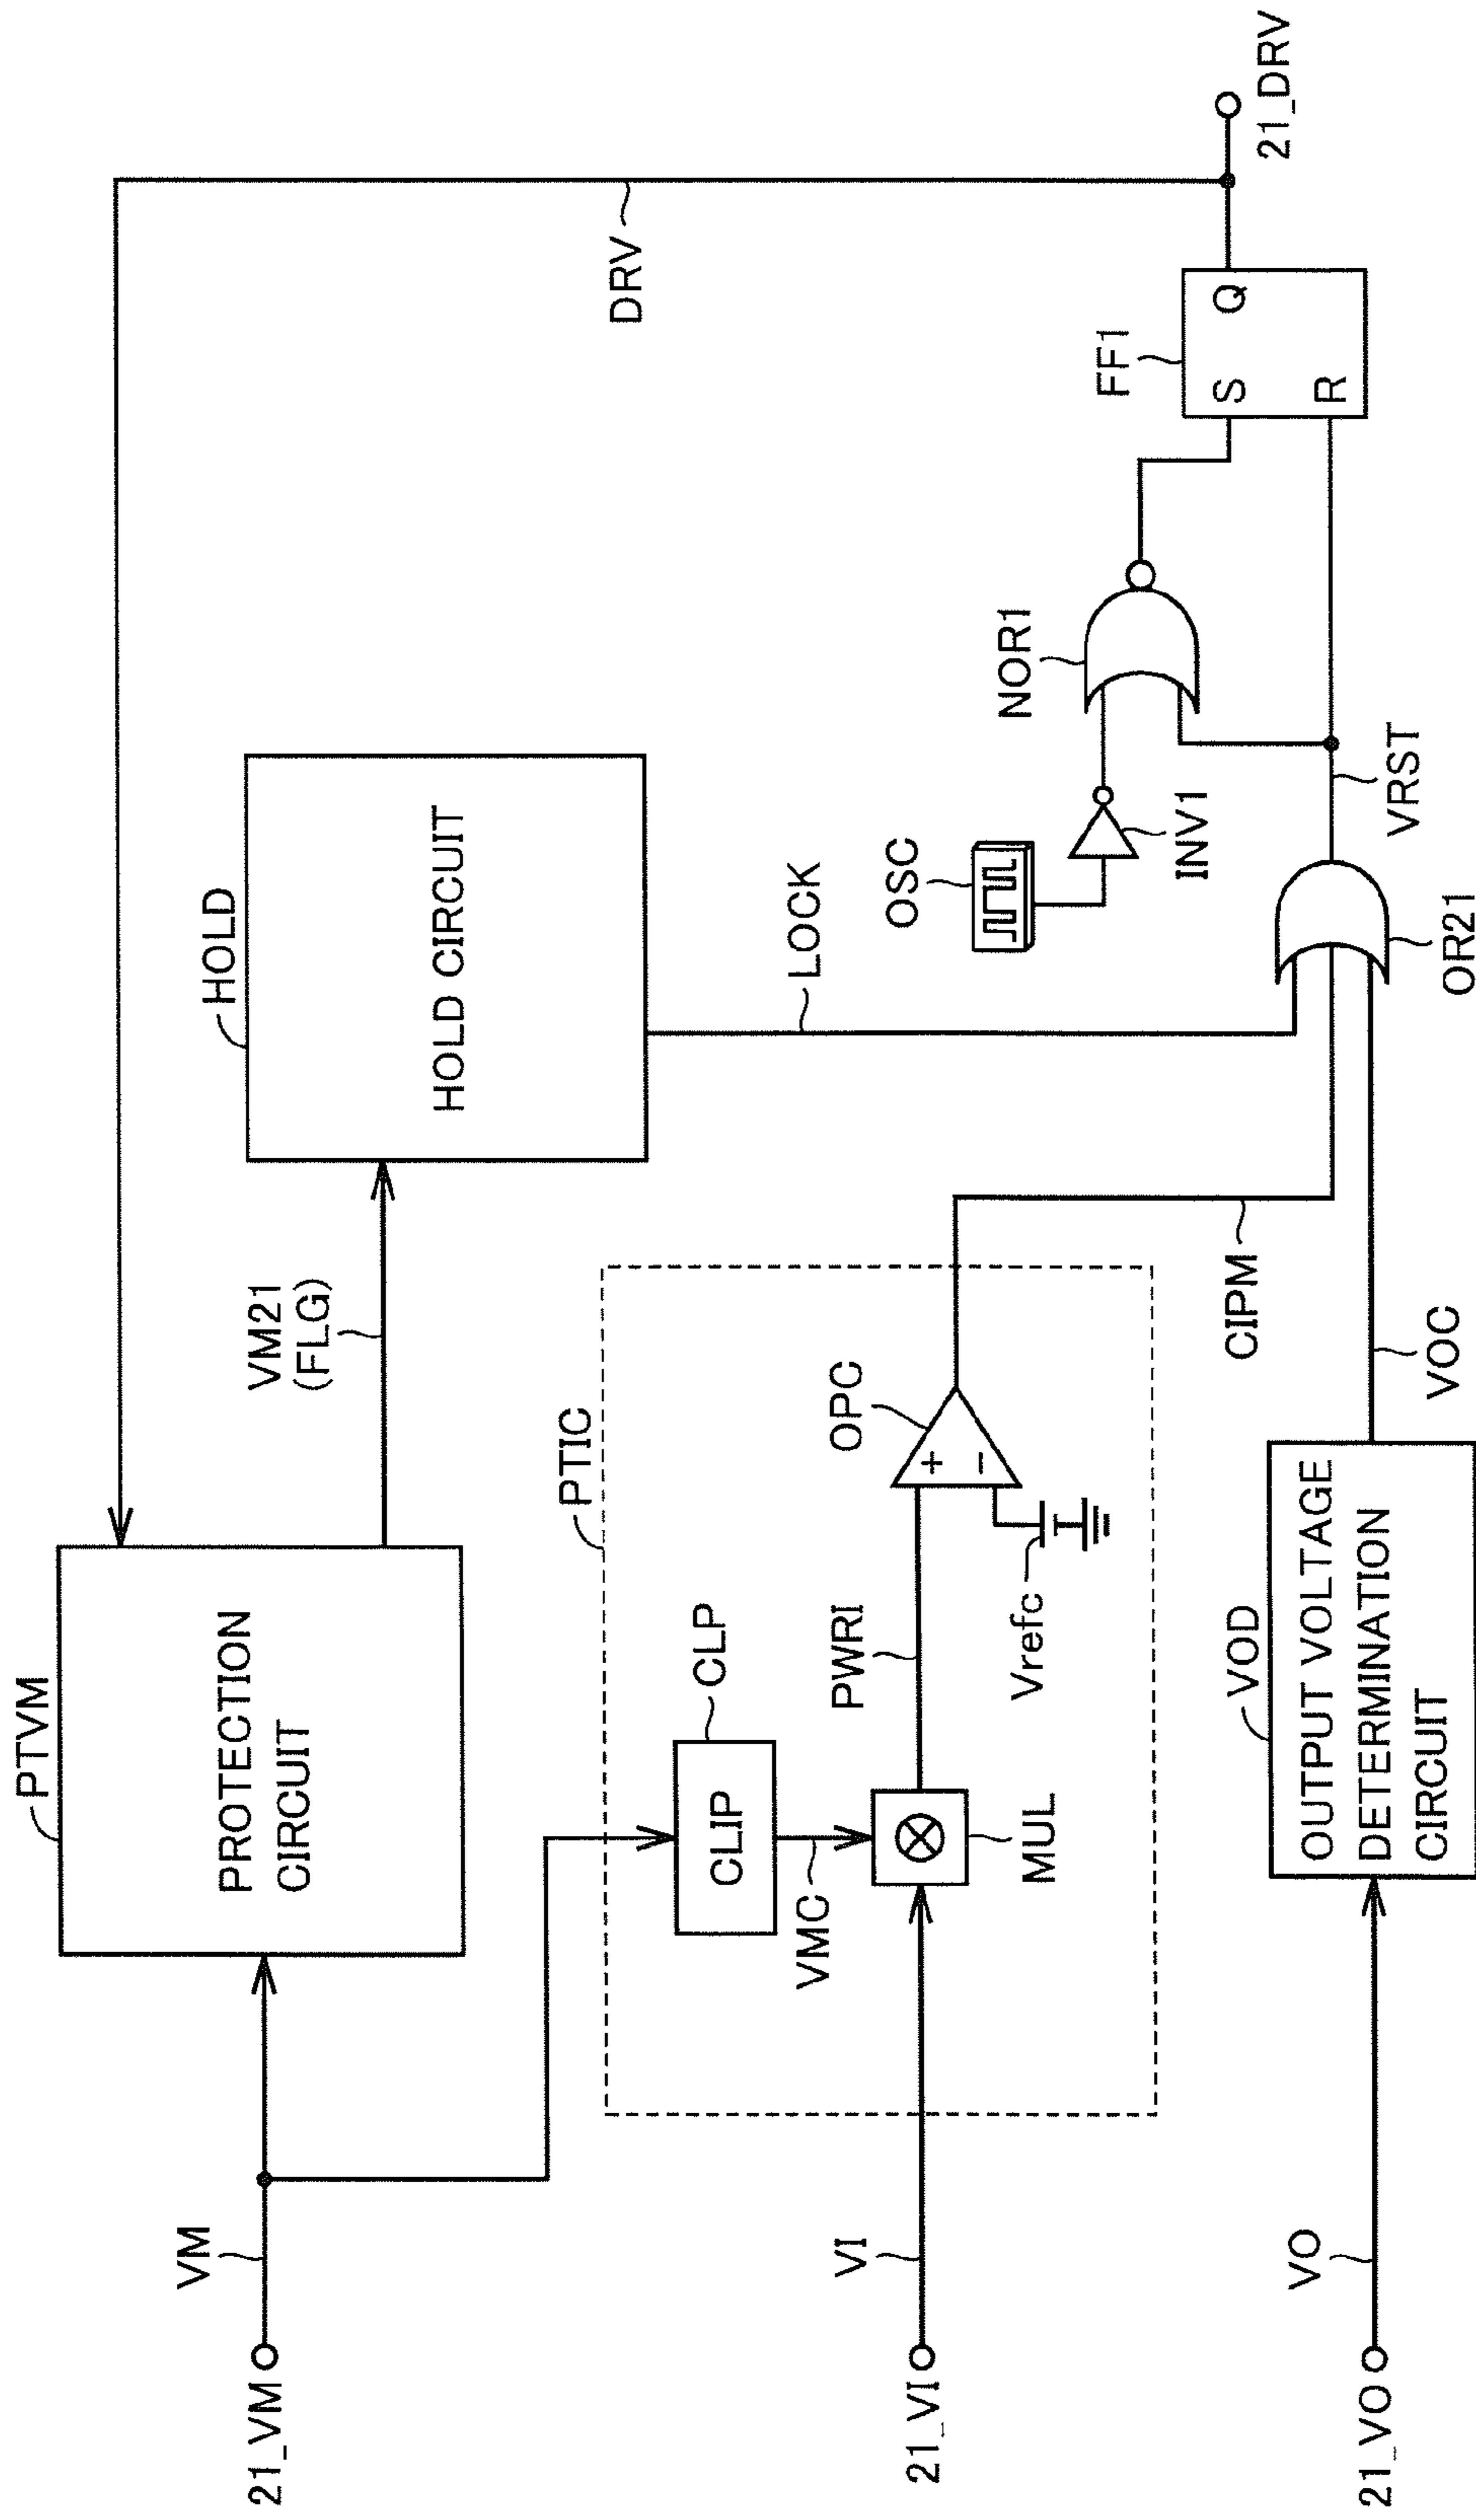 PTVM
PROTECTION
CIRCUIT
VM
21_VM
VM21
(FLG)
HOLD
HOLD CIRCUIT
DRV
PTIC
CLIP
CLP
VMC
MUL
PWRI
OPC
+
-
Vrefc
VI
21_VI
LOCK
OSC
INV1
NOR1
FF1
S
Q
R
21_DRV
CIPM
VOD
OUTPUT VOLTAGE
DETERMINATION
CIRCUIT
VO
21_VO
VOC
OR21
VRST